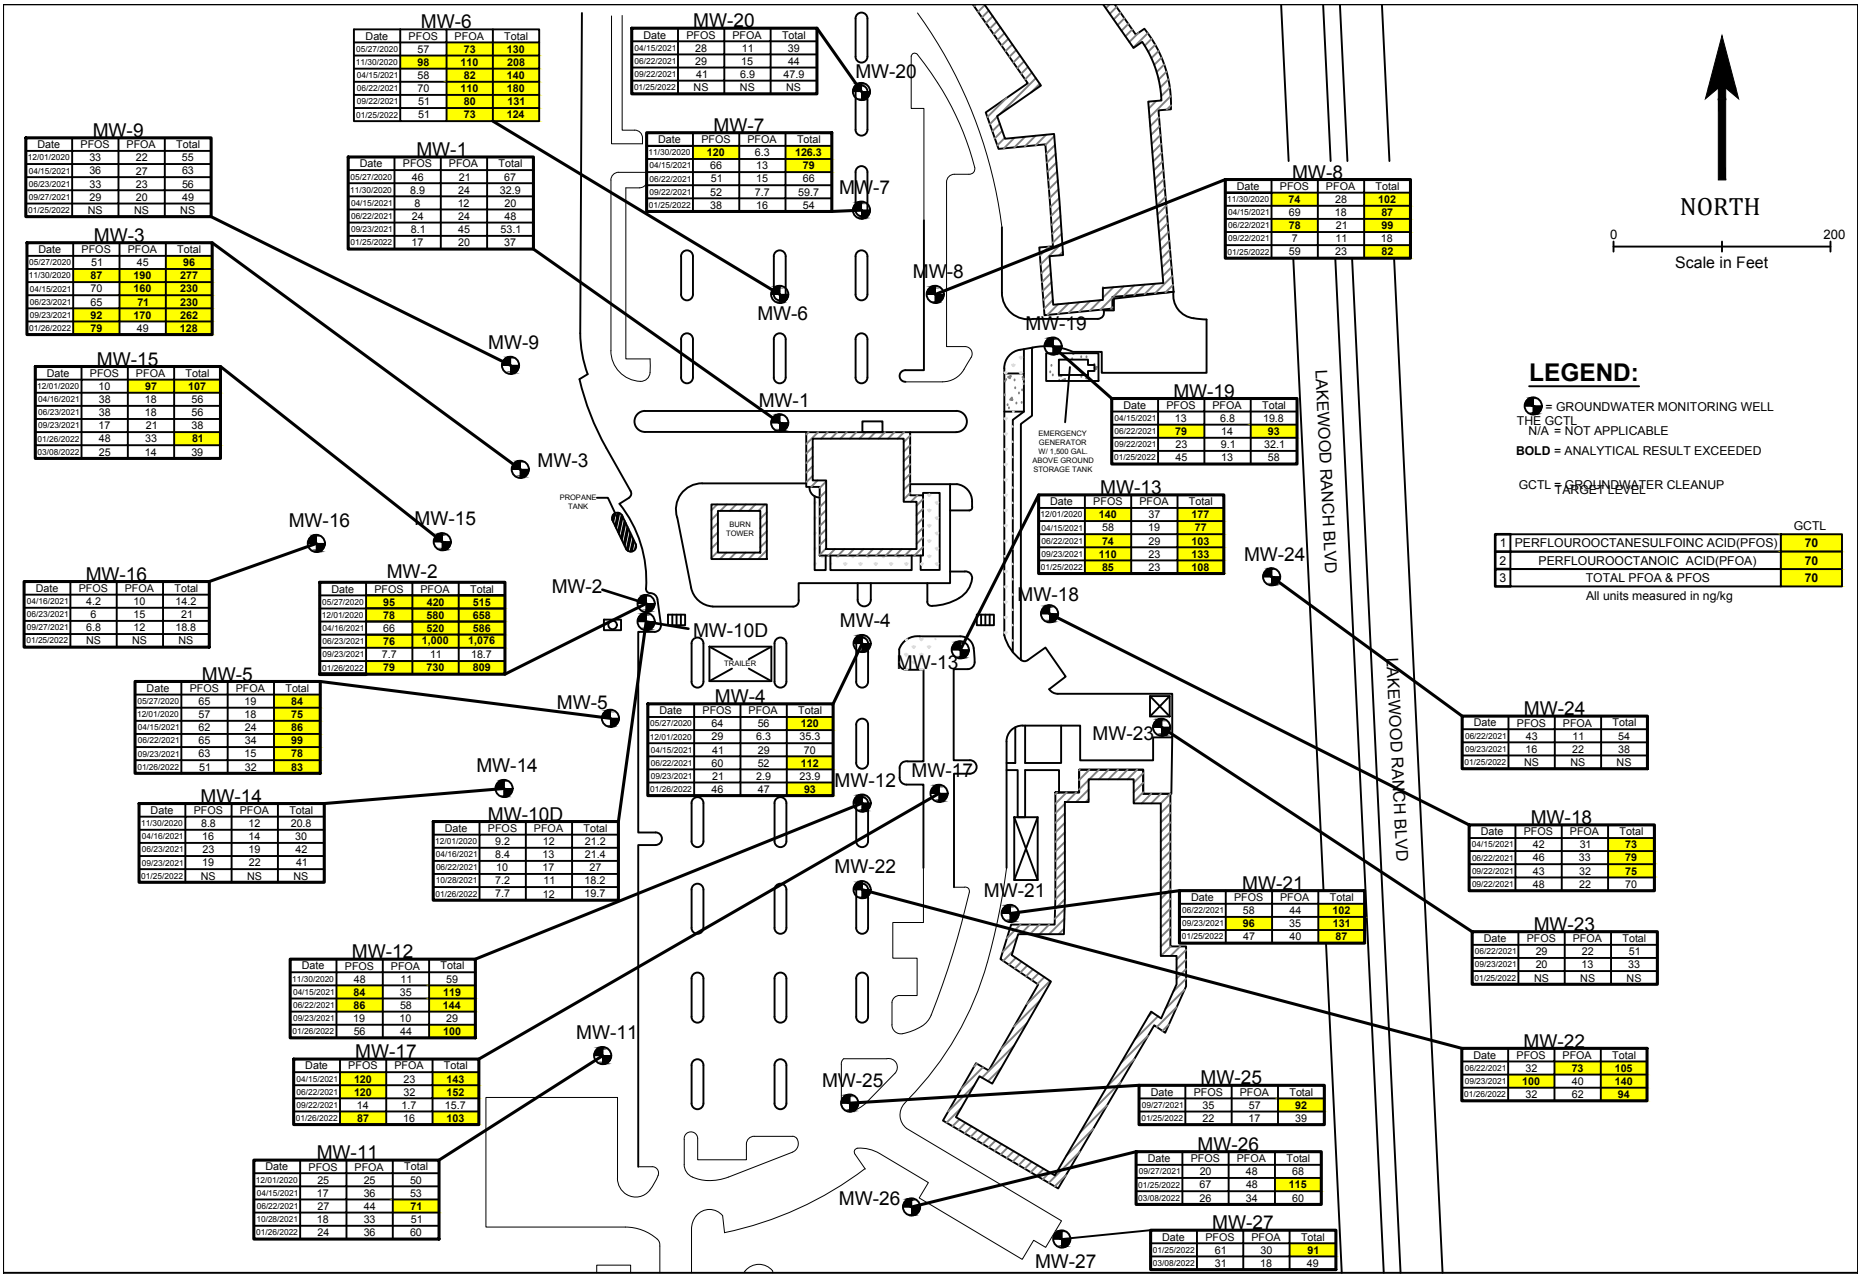 MW-6
Date PFOS PFOA Total
05/27/2020 57 73 130
11/30/2020 98 110 208
04/15/2021 58 82 140
06/22/2021 70 110 180
09/22/2021 51 80 131
01/25/2022 51 73 124
MW-20
Date PFOS PFOA Total
04/15/2021 28 11 39
06/22/2021 29 15 44
09/22/2021 41 6.9 47.9
01/25/2022 NS NS NS
MW-20
MW-9
Date PFOS PFOA Total
12/01/2020 33 22 55
04/15/2021 36 27 63
06/23/2021 33 23 56
09/27/2021 29 20 49
01/25/2022 NS NS NS
MW-1
Date PFOS PFOA Total
05/27/2020 46 21 67
11/30/2020 8.9 24 32.9
04/15/2021 8 12 20
06/22/2021 24 24 48
09/23/2021 8.1 45 53.1
01/25/2022 17 20 37
MW-7
Date PFOS PFOA Total
11/30/2020 120 6.3 126.3
04/15/2021 66 13 79
06/22/2021 51 15 66
09/22/2021 52 7.7 59.7
01/25/2022 38 16 54
MW-7
MW-8
Date PFOS PFOA Total
11/30/2020 74 28 102
04/15/2021 69 18 87
06/22/2021 78 21 99
09/22/2021 7 11 18
01/25/2022 59 23 82
NORTH
0 200
Scale in Feet
MW-3
Date PFOS PFOA Total
05/27/2020 51 45 96
11/30/2020 87 190 277
04/15/2021 70 160 230
06/23/2021 65 71 230
09/23/2021 92 170 262
01/26/2022 79 49 128
MW-8
MW-6
MW-19
MW-9
MW-15
Date PFOS PFOA Total
12/01/2020 10 97 107
04/16/2021 38 18 56
06/23/2021 38 18 56
09/23/2021 17 21 38
01/26/2022 48 33 81
03/08/2022 25 14 39
MW-1
MW-3
MW-19
Date PFOS PFOA Total
04/15/2021 13 6.8 19.8
06/22/2021 79 14 93
09/22/2021 23 9.1 32.1
01/25/2022 45 13 58
EMERGENCY
GENERATOR
W/ 1,500 GAL.
ABOVE GROUND
STORAGE TANK
LAKEWOOD RANCH BLVD
LEGEND:
= GROUNDWATER MONITORING WELL
THE GCTL
N/A = NOT APPLICABLE
BOLD = ANALYTICAL RESULT EXCEEDED
GCTL = GROUNDWATER CLEANUP
TARGET LEVEL
GCTL
1 PERFLOUROOCTANESULFOINC ACID(PFOS) 70
2 PERFLOUROOCTANOIC ACID(PFOA) 70
3 TOTAL PFOA & PFOS 70
All units measured in ng/kg
PROPANE
TANK
BURN
TOWER
MW-16
MW-15
MW-13
Date PFOS PFOA Total
12/01/2020 140 37 177
04/15/2021 58 19 77
06/22/2021 74 29 103
09/23/2021 110 23 133
01/25/2022 85 23 108
MW-24
MW-16
Date PFOS PFOA Total
04/16/2021 4.2 10 14.2
06/23/2021 6 15 21
09/27/2021 6.8 12 18.8
01/25/2022 NS NS NS
MW-2
Date PFOS PFOA Total
05/27/2020 95 420 515
12/01/2020 78 580 658
04/16/2021 66 520 586
06/23/2021 76 1,000 1,076
09/23/2021 7.7 11 18.7
01/26/2022 79 730 809
MW-2
MW-10D
MW-4
MW-13
MW-18
TRAILER
LAKEWOOD RANCH BLVD
MW-5
Date PFOS PFOA Total
05/27/2020 65 19 84
12/01/2020 57 18 75
04/15/2021 62 24 86
06/22/2021 65 34 99
09/23/2021 63 15 78
01/26/2022 51 32 83
MW-5
MW-4
Date PFOS PFOA Total
05/27/2020 64 56 120
12/01/2020 29 6.3 35.3
04/15/2021 41 29 70
06/22/2021 60 52 112
09/23/2021 21 2.9 23.9
01/26/2022 46 47 93
MW-23
MW-24
Date PFOS PFOA Total
06/22/2021 43 11 54
09/23/2021 16 22 38
01/25/2022 NS NS NS
MW-14
MW-12
MW-17
MW-14
Date PFOS PFOA Total
11/30/2020 8.8 12 20.8
04/16/2021 16 14 30
06/23/2021 23 19 42
09/23/2021 19 22 41
01/25/2022 NS NS NS
MW-10D
Date PFOS PFOA Total
12/01/2020 9.2 12 21.2
04/16/2021 8.4 13 21.4
06/22/2021 10 17 27
10/28/2021 7.2 11 18.2
01/26/2022 7.7 12 19.7
MW-22
MW-21
MW-21
Date PFOS PFOA Total
06/22/2021 58 44 102
09/23/2021 96 35 131
01/25/2022 47 40 87
MW-18
Date PFOS PFOA Total
04/15/2021 42 31 73
06/22/2021 46 33 79
09/22/2021 43 32 75
09/22/2021 48 22 70
MW-23
Date PFOS PFOA Total
06/22/2021 29 22 51
09/23/2021 20 13 33
01/25/2022 NS NS NS
MW-12
Date PFOS PFOA Total
11/30/2020 48 11 59
04/15/2021 84 35 119
06/22/2021 86 58 144
09/23/2021 19 10 29
01/26/2022 56 44 100
MW-11
MW-17
Date PFOS PFOA Total
04/15/2021 120 23 143
06/22/2021 120 32 152
09/22/2021 14 1.7 15.7
01/26/2022 87 16 103
MW-22
Date PFOS PFOA Total
06/22/2021 32 73 105
09/23/2021 100 40 140
01/26/2022 32 62 94
MW-25
MW-25
Date PFOS PFOA Total
09/27/2021 35 57 92
01/25/2022 22 17 39
MW-11
Date PFOS PFOA Total
12/01/2020 25 25 50
04/15/2021 17 36 53
06/22/2021 27 44 71
10/28/2021 18 33 51
01/26/2022 24 36 60
MW-26
Date PFOS PFOA Total
09/27/2021 20 48 68
01/25/2022 67 48 115
03/08/2022 26 34 60
MW-26
MW-27
Date PFOS PFOA Total
01/25/2022 61 30 91
03/08/2022 31 18 49
MW-27